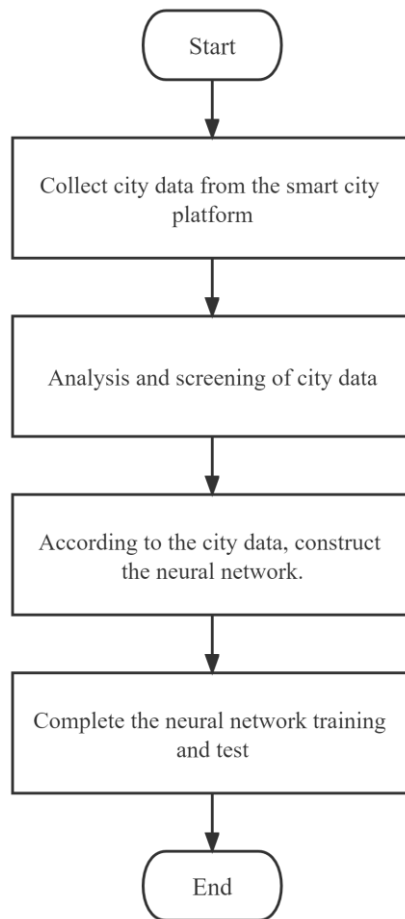 Start
Collect city data from the smart city
platform
Analysis and screening of city data
According to the city data, construct
the neural network.
Complete the neural network training
and test
End